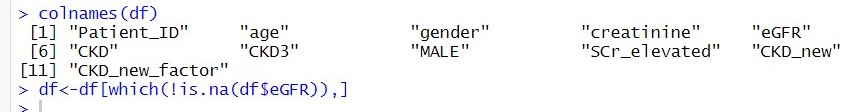 > colnames(df)
[1] "Patient_ID" "age" "gender" "creatinine" "eGFR"
[6] "CKD" "CKD3" "MALE" "SCr_elevated" "CKD_new"
[11] "CKD_new_factor"
> df<-df[which(!is.na(df$eGFR)),]
>